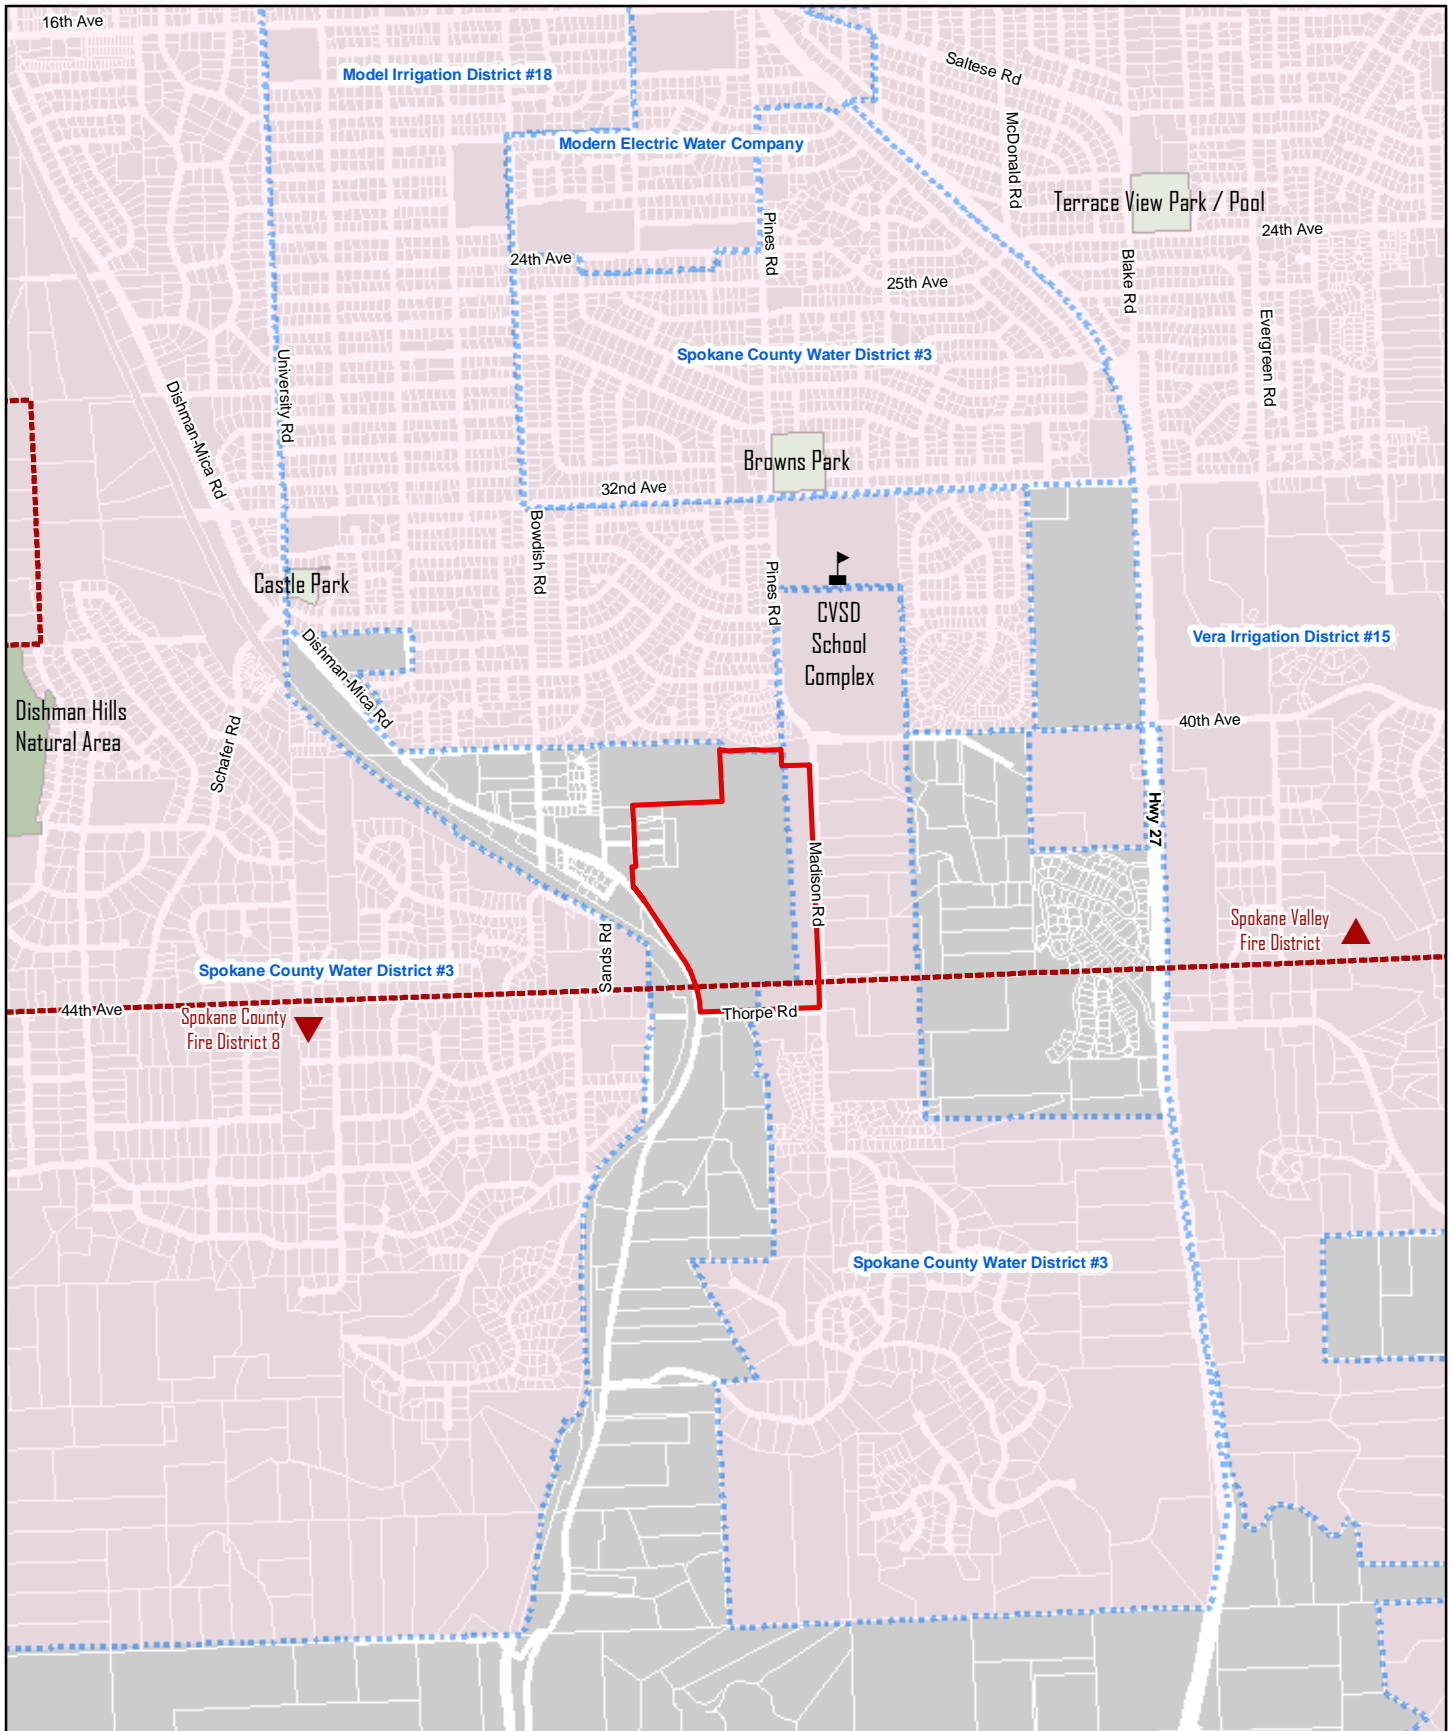 16th Ave
Model Irrigation District #18
Saltese Rd
McDonald Rd
Modern Electric Water Company
Terrace View Park / Pool
Pines Rd
24th Ave
24th Ave
25th Ave
Blake Rd
Evergreen Rd
University Rd
Spokane County Water District #3
Dishman-Mica Rd
Browns Park
32nd Ave
Bowdish Rd
Castle Park
Pines Rd
CVSD
School
Complex
Vera Irrigation District #15
Dishman-Mica Rd
Dishman Hills
Natural Area
Schafer Rd
40th Ave
Hwy 27
Madison Rd
Spokane Valley
Fire District
Sands Rd
Spokane County Water District #3
44th Ave
Spokane County
Fire District 8
Thorpe Rd
Spokane County Water District #3